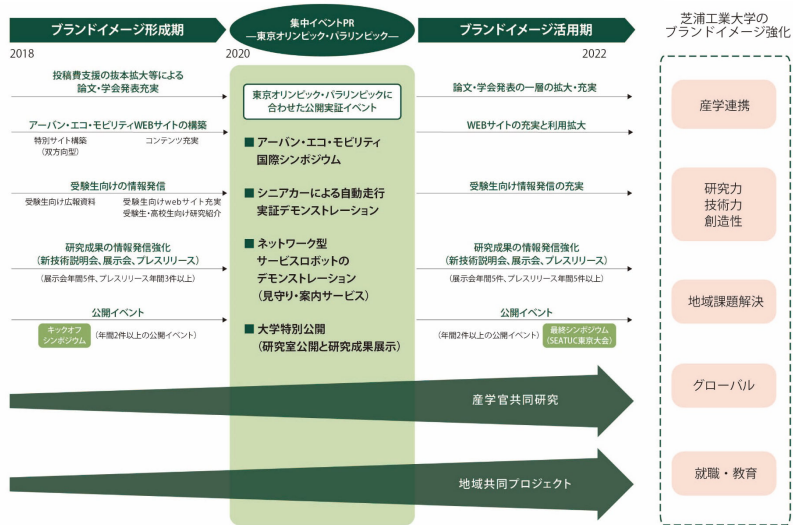 ブランドイメージ形成期
集中イベントPR
―東京オリンピック・パラリンピック―
ブランドイメージ活用期
2018
2020
2022
投稿費支援の抜本拡大等による
論文・学会発表充実
アーバン・エコ・モビリティWEBサイトの構築
特別サイト構築
(双方向型)
コンテンツ充実
受験生向けの情報発信
受験生向け広報資料
受験生向けwebサイト充実
受験生・高校生向け研究紹介
研究成果の情報発信強化
(新技術説明会、展示会、プレスリリース)
(展示会年間5件、プレスリリース年間3件以上)
公開イベント
キックオフ
シンポジウム
(年間2件以上の公開イベント)
東京オリンピック・パラリンピックに
合わせた公開実証イベント
■ アーバン・エコ・モビリティ
国際シンポジウム
■ シニアカーによる自動走行
実証デモンストレーション
■ ネットワーク型
サービスロボットの
デモンストレーション
(見守り・案内サービス)
■ 大学特別公開
(研究室公開と研究成果展示)
論文・学会発表の一層の拡大・充実
WEBサイトの充実と利用拡大
受験生向け情報発信の充実
研究成果の情報発信強化
(新技術説明会、展示会、プレスリリース)
(展示会年間5件、プレスリリース年間5件以上)
公開イベント
(年間2件以上の公開イベント)
最終シンポジウム
(SEATUC東京大会)
産学官共同研究
地域共同プロジェクト
芝浦工業大学の
ブランドイメージ強化
産学連携
研究力
技術力
創造性
地域課題解決
グローバル
就職・教育